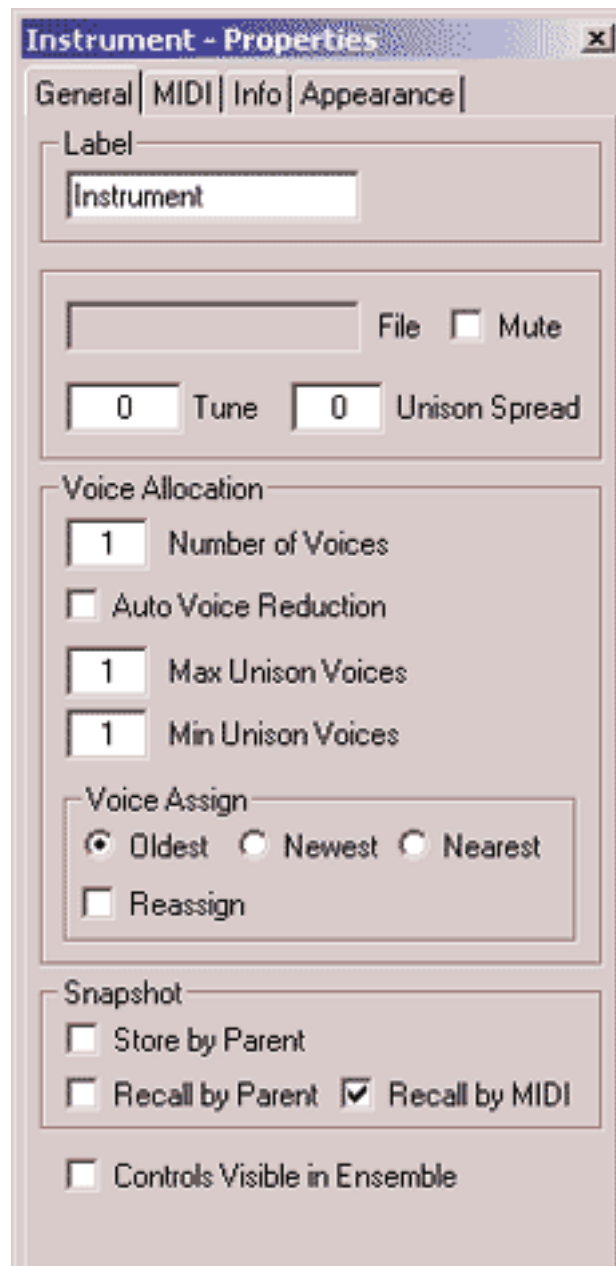 Instrument - Properties
General MIDI Info Appearance
Label
Instrument
File Mute
0 Tune 0 Unison Spread
Voice Allocation
1 Number of Voices
Auto Voice Reduction
1 Max Unison Voices
1 Min Unison Voices
Voice Assign
Oldest Newest Nearest
Reassign
Snapshot
Store by Parent
Recall by Parent Recall by MIDI
Controls Visible in Ensemble